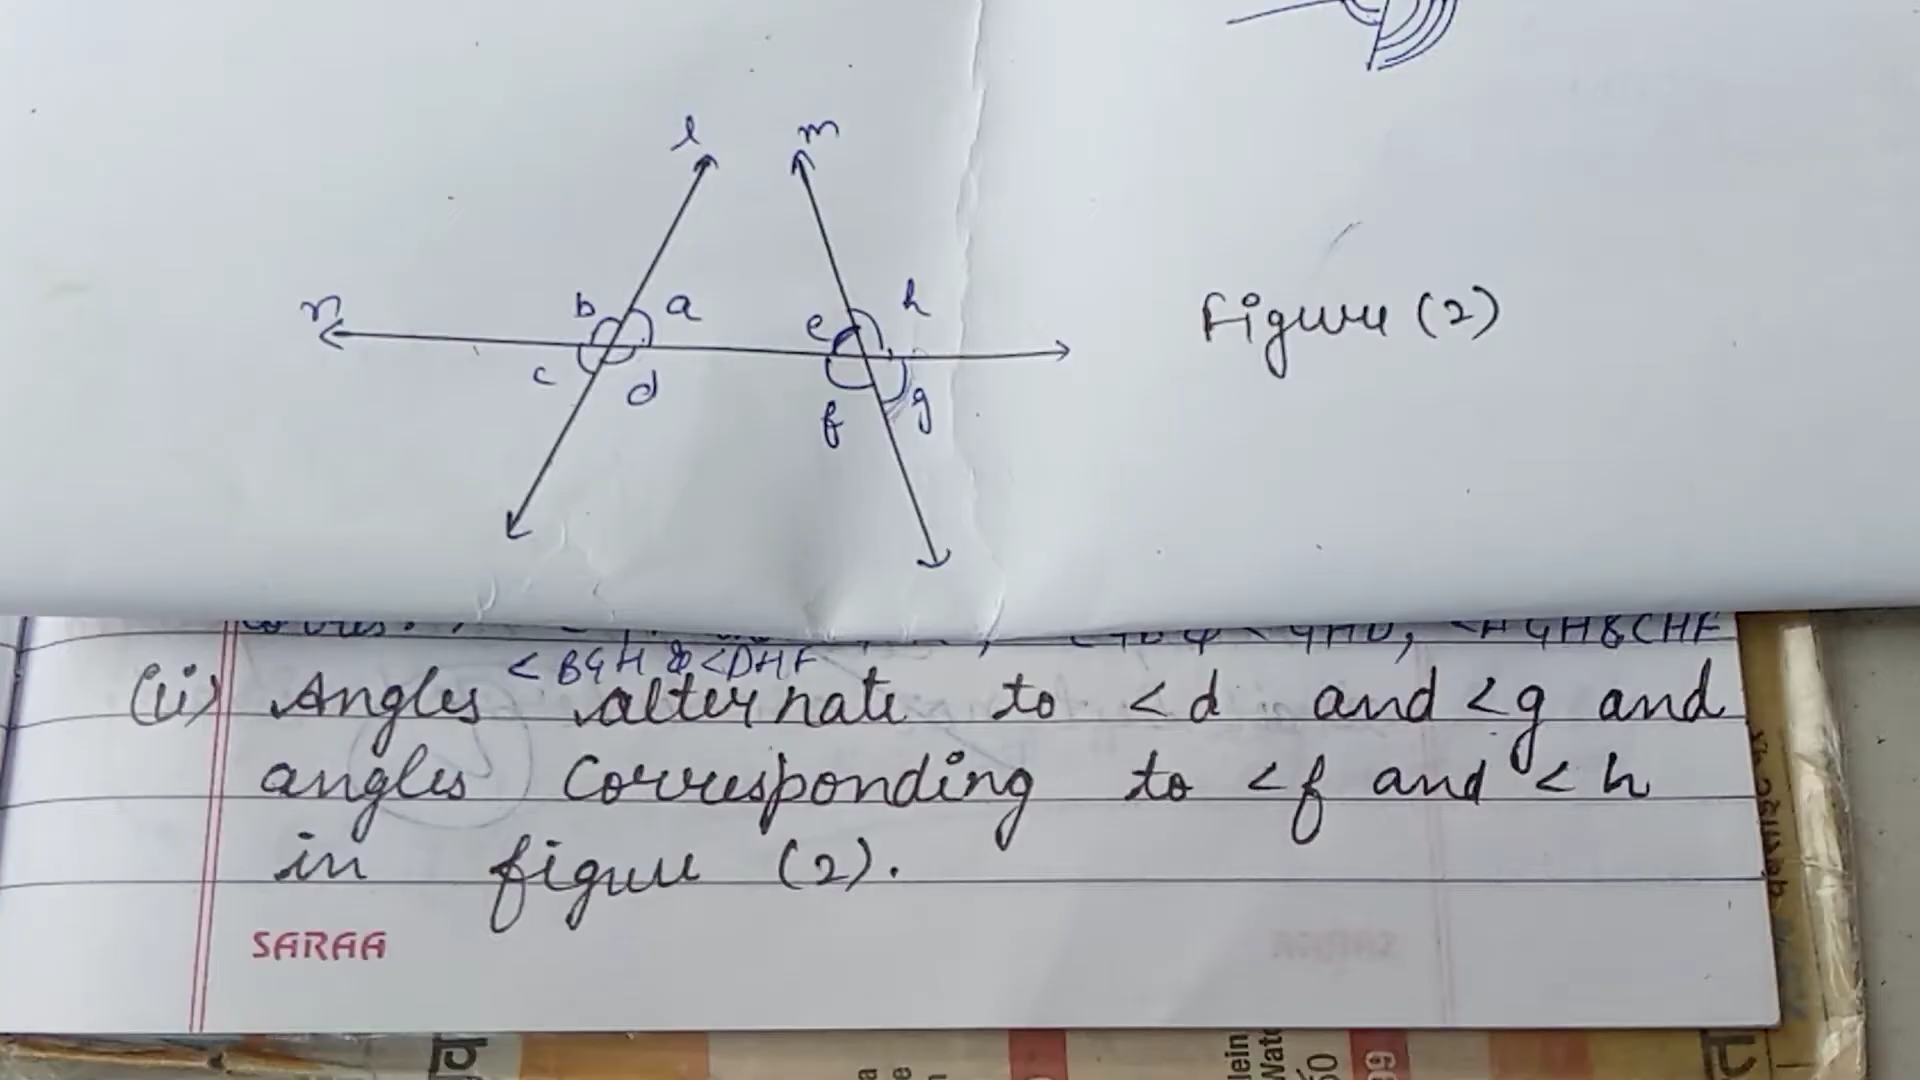 l m
b a h
n e
Figure (2)
c d
f g
<BGH & <DHF
(ii) Angles alternate to <d and <g and
angles corresponding to <f and <h
in figure (2).
SARAA